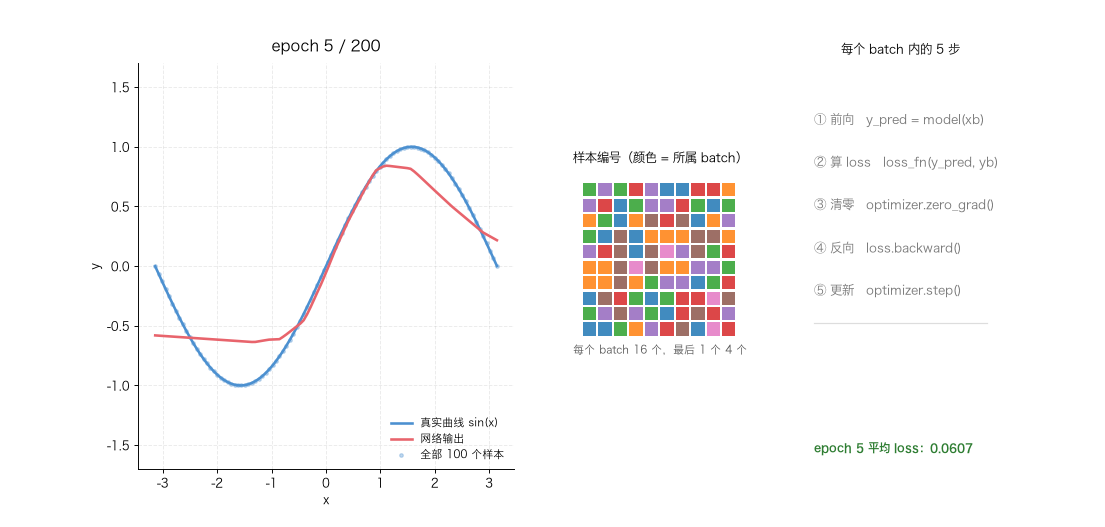 epoch 5 / 200
1.5
1.0
0.5
0.0
-0.5
-1.0
-1.5
y
-3
-2
-1
0
1
2
3
x
真实曲线 sin(x)
网络输出
全部 100 个样本
样本编号（颜色 = 所属 batch）
每个 batch 16 个，最后 1 个 4 个
每个 batch 内的 5 步
① 前向 y_pred = model(xb)
② 算 loss loss_fn(y_pred, yb)
③ 清零 optimizer.zero_grad()
④ 反向 loss.backward()
⑤ 更新 optimizer.step()
epoch 5 平均 loss：0.0607